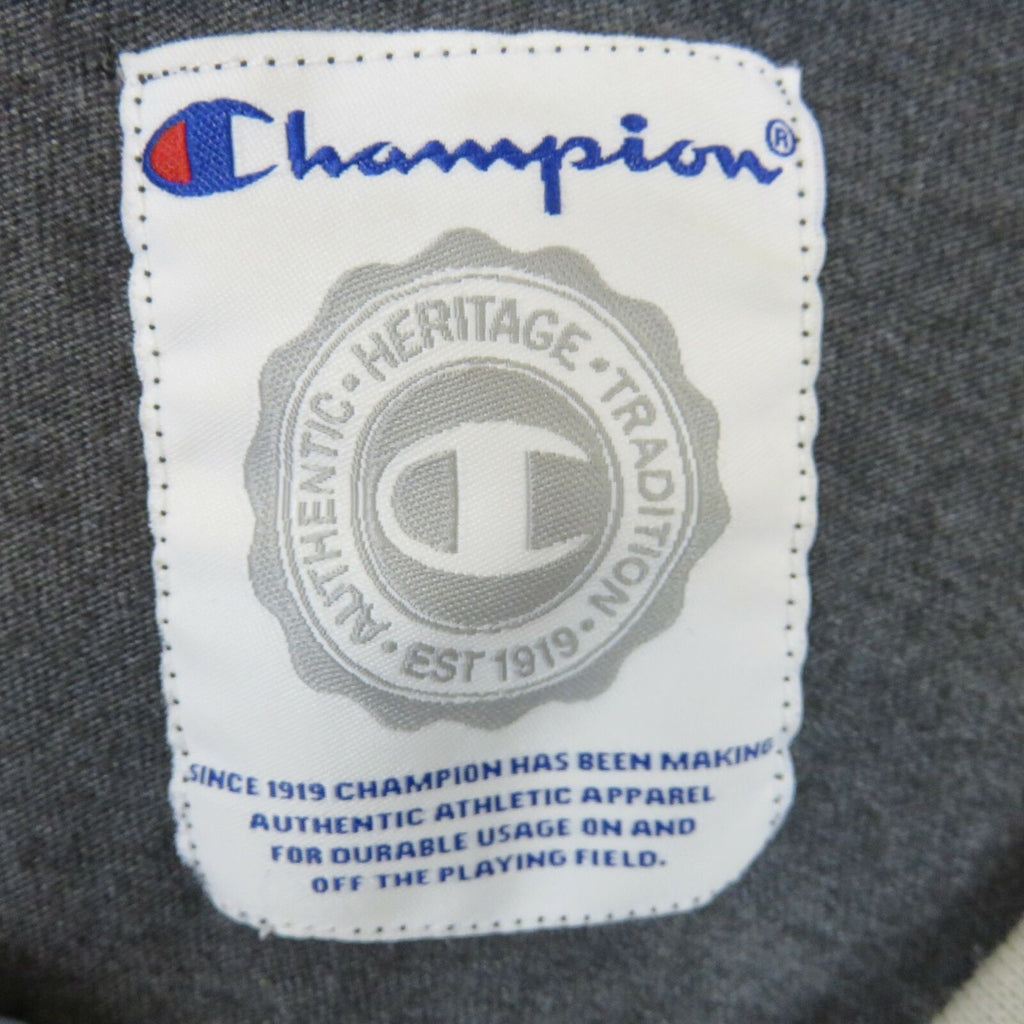 Champion®
AUTHENTIC • HERITAGE • TRADITION • EST 1919 •
SINCE 1919 CHAMPION HAS BEEN MAKING
AUTHENTIC ATHLETIC APPAREL
FOR DURABLE USAGE ON AND
OFF THE PLAYING FIELD.